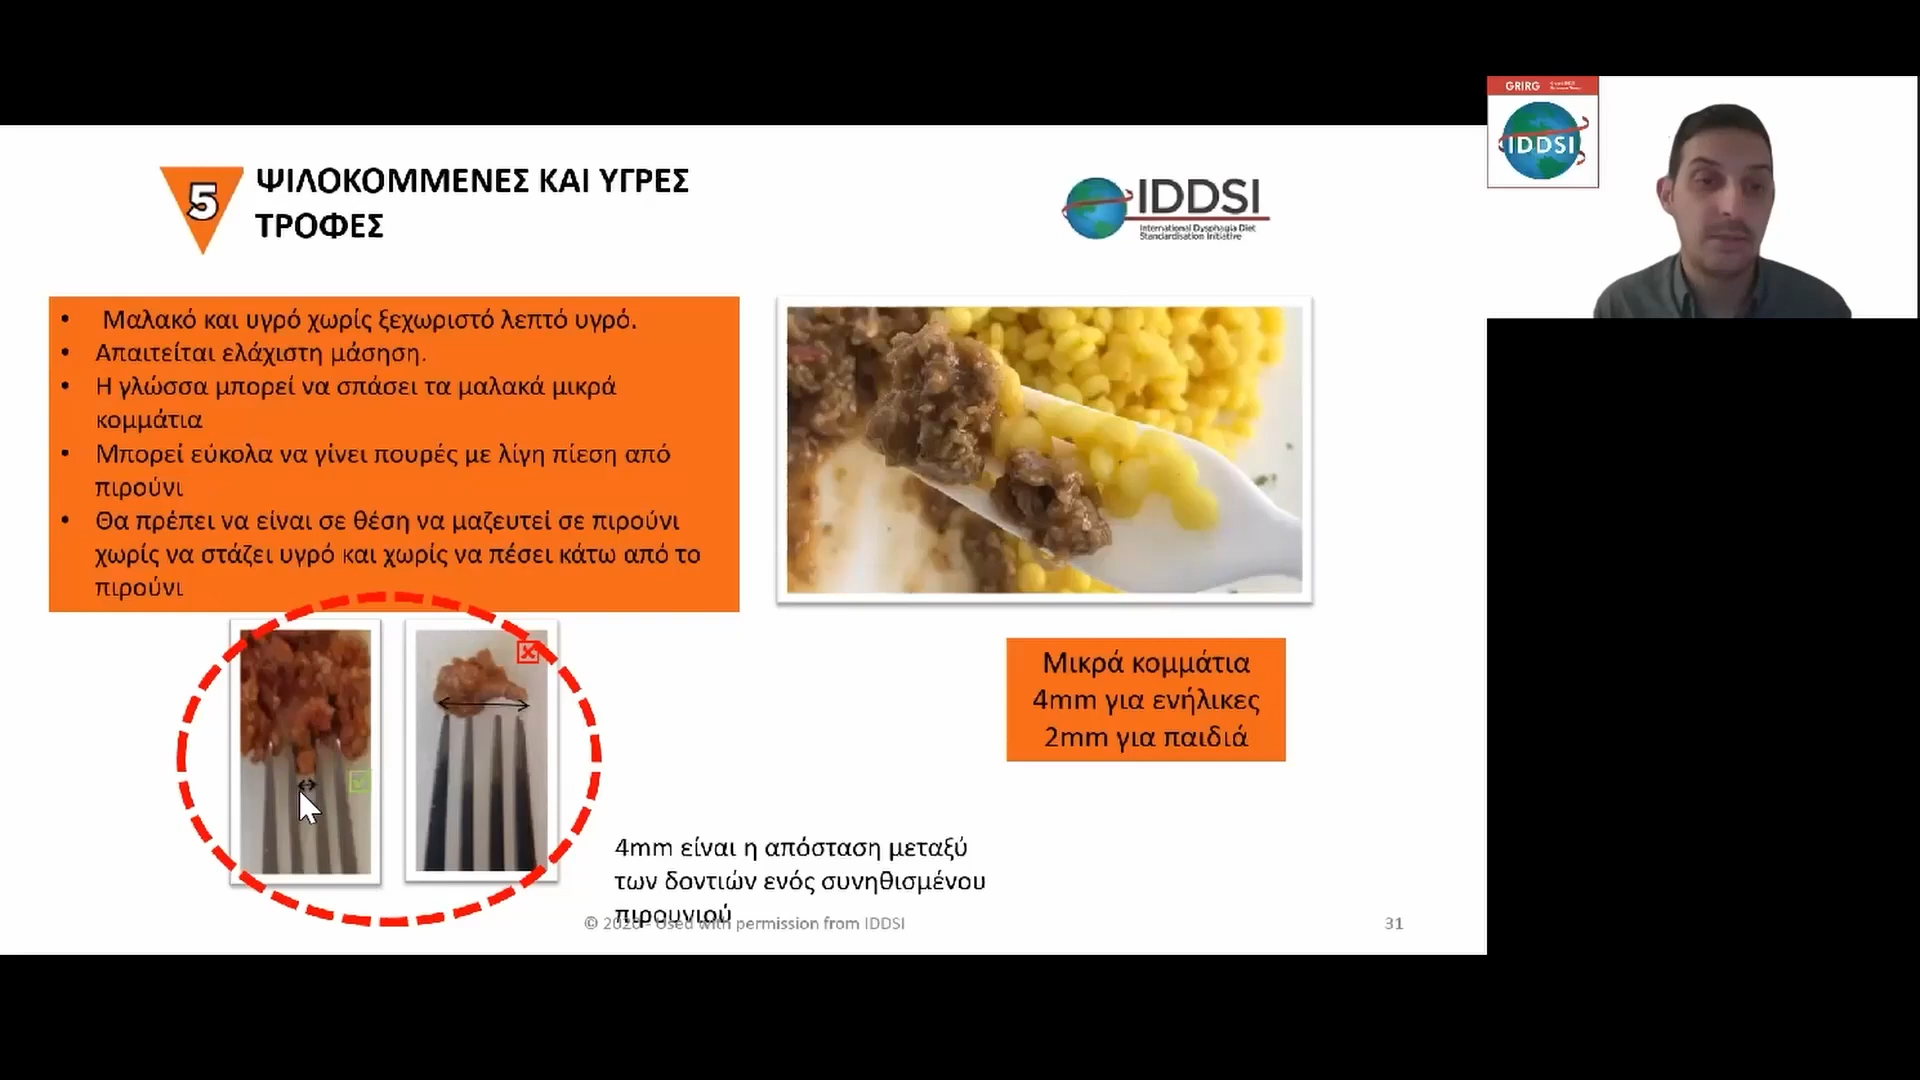 5
ΨΙΛΟΚΟΜΜΕΝΕΣ ΚΑΙ ΥΓΡΕΣ
ΤΡΟΦΕΣ
IDDSI
International Dysphagia Diet
Standardisation Initiative
GRIRG
IDDSI
• Μαλακό και υγρό χωρίς ξεχωριστό λεπτό υγρό.
• Απαιτείται ελάχιστη μάσηση.
• Η γλώσσα μπορεί να σπάσει τα μαλακά μικρά
κομμάτια
• Μπορεί εύκολα να γίνει πουρές με λίγη πίεση από
πιρούνι
• Θα πρέπει να είναι σε θέση να μαζευτεί σε πιρούνι
χωρίς να στάζει υγρό και χωρίς να πέσει κάτω από το
πιρούνι
Μικρά κομμάτια
4mm για ενήλικες
2mm για παιδιά
4mm είναι η απόσταση μεταξύ
των δοντιών ενός συνηθισμένου
πιρουνιού
© 2020 - Used with permission from IDDSI
31